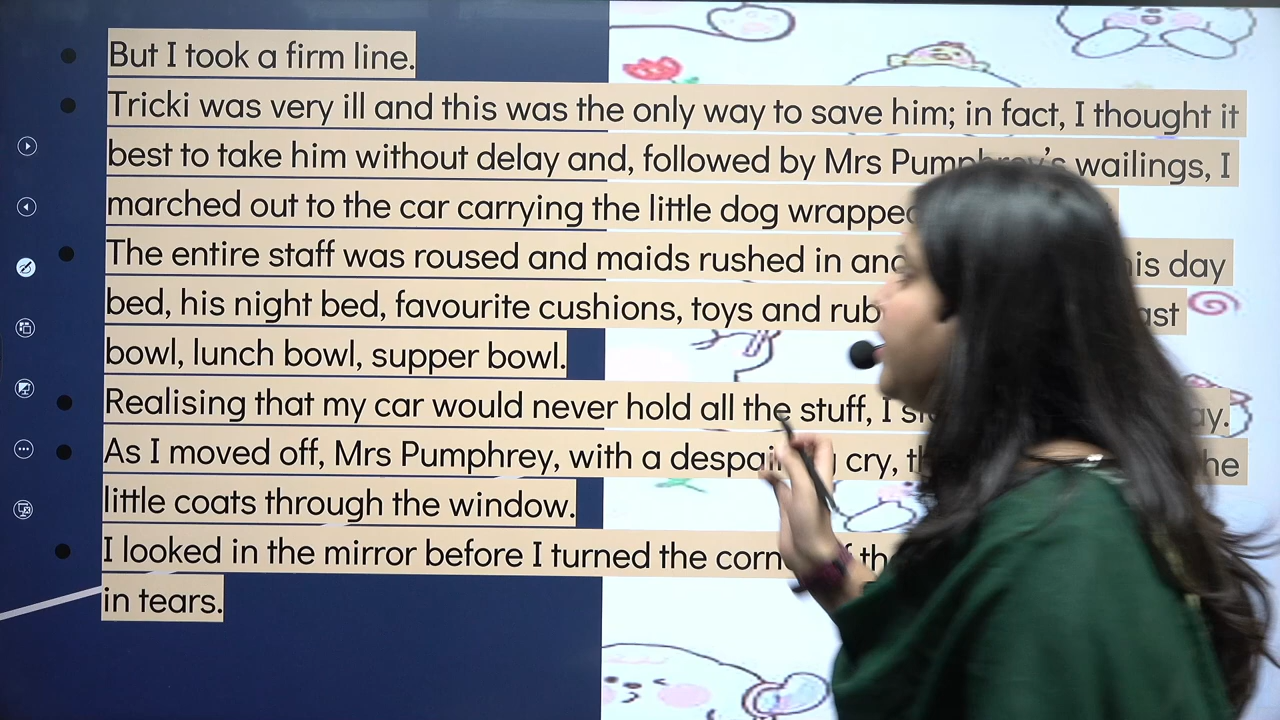 But I took a firm line.
Tricki was very ill and this was the only way to save him; in fact, I thought it
best to take him without delay and, followed by Mrs Pumphrey's wailings, I
marched out to the car carrying the little dog wrapped
The entire staff was roused and maids rushed in and his day
bed, his night bed, favourite cushions, toys and
bowl, lunch bowl, supper bowl.
Realising that my car would never hold all the stuff, I
As I moved off, Mrs Pumphrey, with a despairing cry,
little coats through the window.
I looked in the mirror before I turned the corner of
in tears.